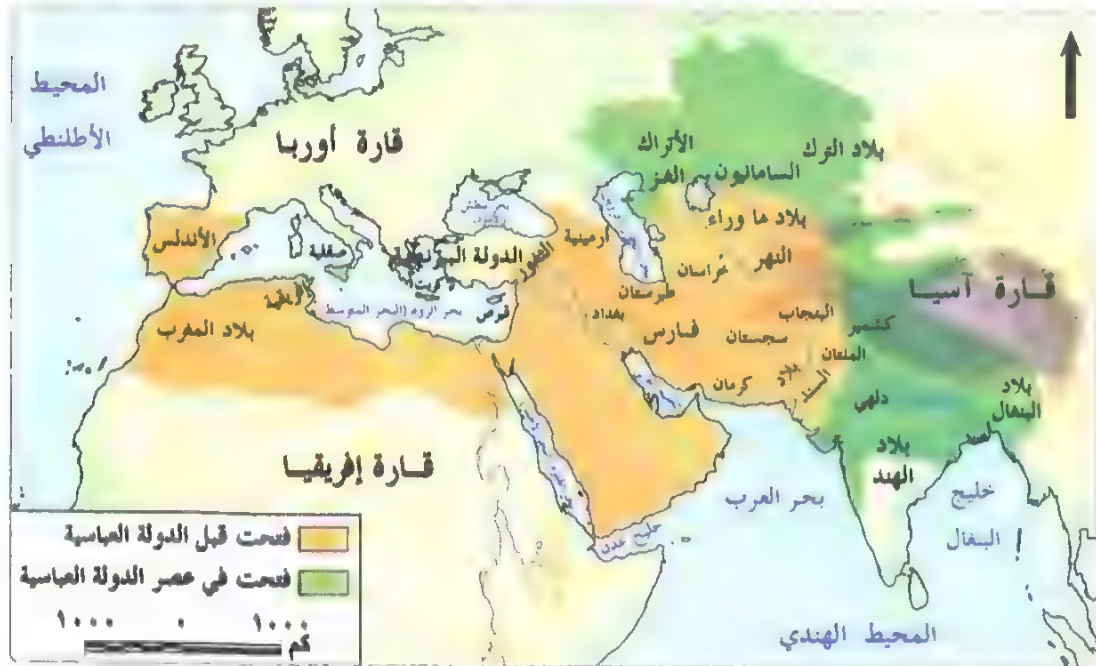 المحيط
الأطلنطي
قارة أوربا
الأتراك
الغز
السامانيون
بلاد الترك
بلاد ما وراء
النهر
الأندلس
صقلية
الدولة البيزنطية
الثغور
أرمينية
خراسان
طبرستان
قارة آسيا
بلاد المغرب
بحر الروم (البحر المتوسط)
قبرص
بغداد
فارس
سجستان
البنجاب
كشمير
الملتان
كرمان
بلاد
السند
دلهي
بلاد
البنغال
بلاد
الهند
قارة إفريقيا
بحر العرب
خليج
البنغال
خليج عدن
المحيط الهندي
فتحت قبل الدولة العباسية
فتحت في عصر الدولة العباسية
١٠٠٠ ٠ ١٠٠٠
كم